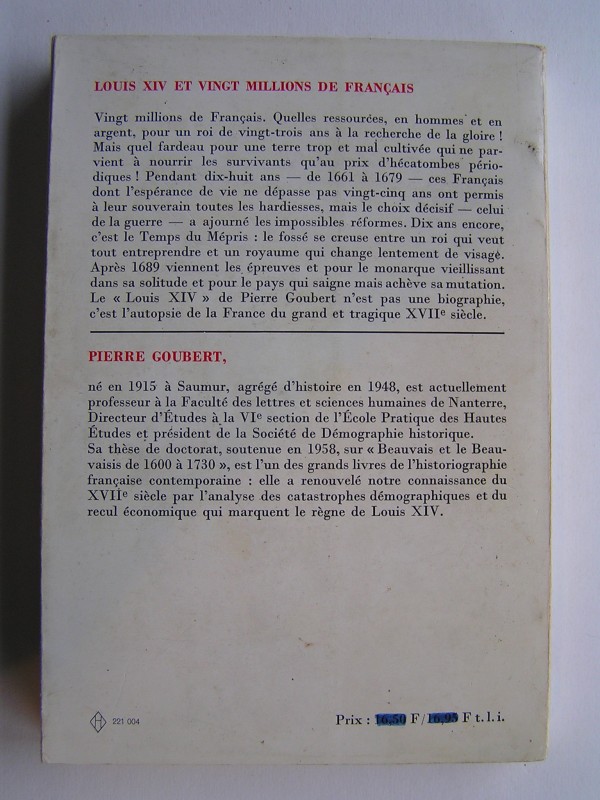 LOUIS XIV ET VINGT MILLIONS DE FRANÇAIS
Vingt millions de Français. Quelles ressourées, en hommes et en
argent, pour un roi de vingt-trois ans à la recherche de la gloire !
Mais quel fardeau pour une terre trop et mal cultivée qui ne par-
vient à nourrir les survivants qu'au prix d'hécatombes pério-
diques ! Pendant dix-huit ans — de 1661 à 1679 — ces Français
dont l'espérance de vie ne dépasse pas vingt-cinq ans ont permis
à leur souverain toutes les hardiesses, mais le choix décisif — celui
de la guerre — a ajourné les impossibles réformes. Dix ans encore,
c'est le Temps du Mépris : le fossé se creuse entre un roi qui veut
tout entreprendre et un royaume qui change lentement de visage.
Après 1689 viennent les épreuves et pour le monarque vieillissant
dans sa solitude et pour le pays qui saigne mais achève sa mutation.
Le « Louis XIV » de Pierre Goubert n'est pas une biographie,
c'est l'autopsie de la France du grand et tragique XVIIe siècle.
PIERRE GOUBERT,
né en 1915 à Saumur, agrégé d'histoire en 1948, est actuellement
professeur à la Faculté des lettres et sciences humaines de Nanterre,
Directeur d'Études à la VIe section de l'École Pratique des Hautes
Études et président de la Société de Démographie historique.
Sa thèse de doctorat, soutenue en 1958, sur « Beauvais et le Beau-
vaisis de 1600 à 1730 », est l'un des grands livres de l'historiographie
française contemporaine : elle a renouvelé notre connaissance du
XVIIe siècle par l'analyse des catastrophes démographiques et du
recul économique qui marquent le règne de Louis XIV.
H 221 004
Prix : 16,50 F/16,95 F t.l.i.